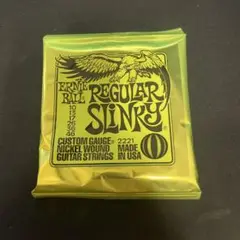 ERNIE
BALL
REGULAR
SLINKY
10
13
17
26
36
46
CUSTOM GAUGE
NICKEL WOUND
GUITAR STRINGS
2221
MADE IN
USA